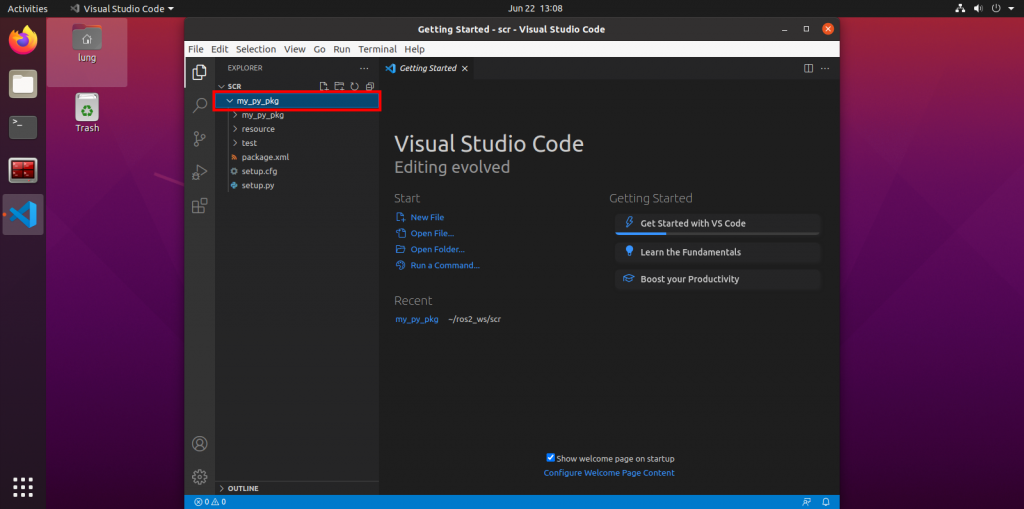 Activities
Visual Studio Code
Jun 22 13:08
lung
Trash
Getting Started - scr - Visual Studio Code
File Edit Selection View Go Run Terminal Help
EXPLORER
SCR
my_py_pkg
my_py_pkg
resource
test
package.xml
setup.cfg
setup.py
OUTLINE
Getting Started
Visual Studio Code
Editing evolved
Start
New File
Open File...
Open Folder...
Run a Command...
Recent
my_py_pkg ~/ros2_ws/scr
Getting Started
Get Started with VS Code
Learn the Fundamentals
Boost your Productivity
Show welcome page on startup
Configure Welcome Page Content
0 0